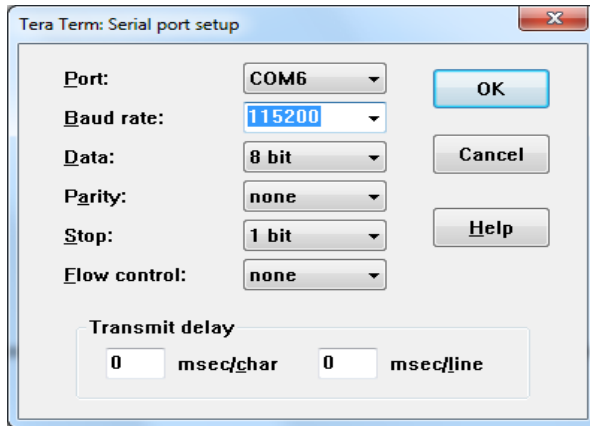 Tera Term: Serial port setup
Port: COM6
OK
Baud rate: 115200
Data: 8 bit
Cancel
Parity: none
Stop: 1 bit
Help
Flow control: none
Transmit delay
0 msec/char 0 msec/line